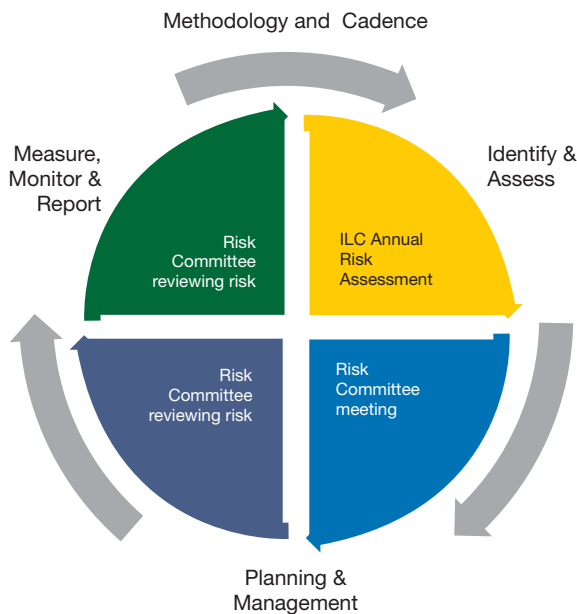 Methodology and Cadence
Measure,
Monitor &
Report
Identify &
Assess
Risk
Committee
reviewing risk
ILC Annual
Risk
Assessment
Risk
Committee
reviewing risk
Risk
Committee
meeting
Planning &
Management